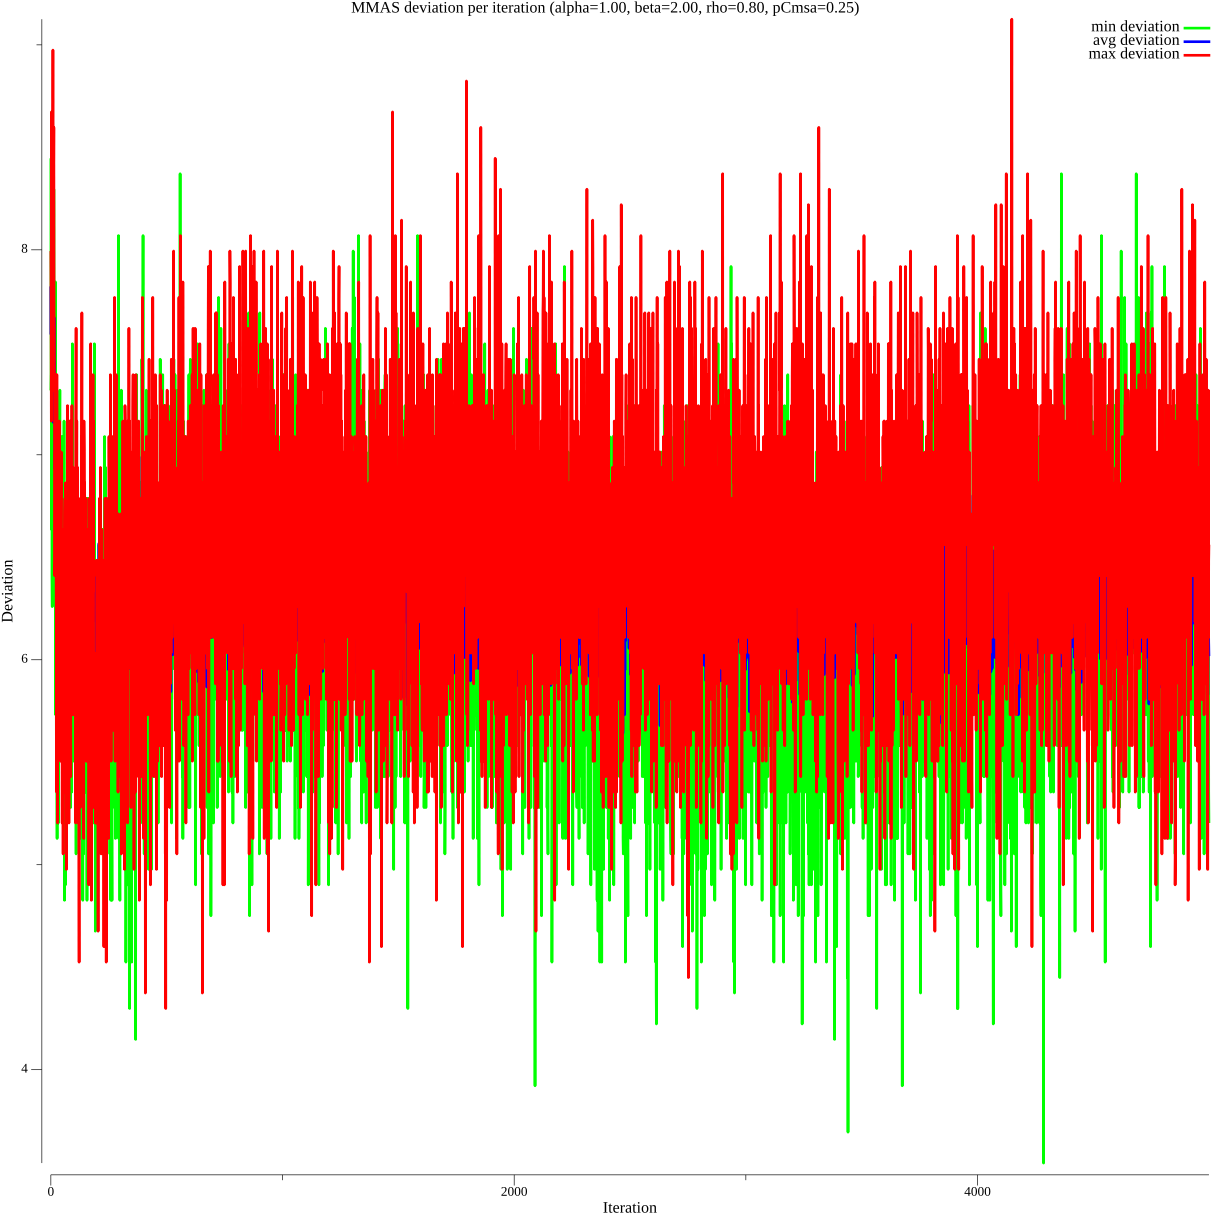 MMAS deviation per iteration (alpha=1.00, beta=2.00, rho=0.80, pCmsa=0.25)
min deviation
avg deviation
max deviation
8
6
4
Deviation
0
2000
4000
Iteration